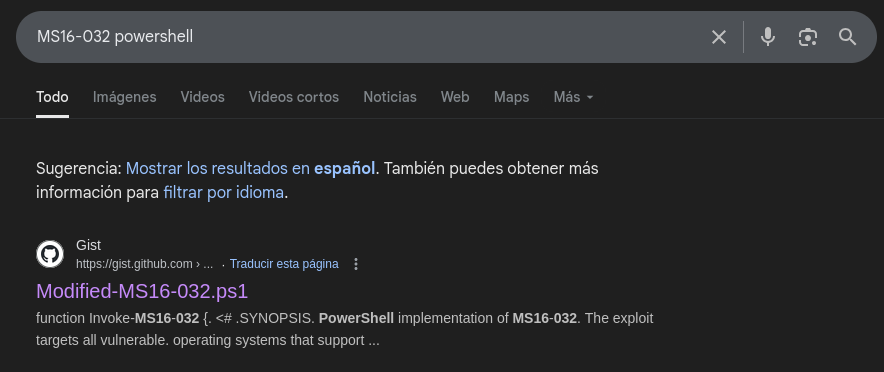 MS16-032 powershell
Todo Imágenes Videos Videos cortos Noticias Web Maps Más
Sugerencia: Mostrar los resultados en español. También puedes obtener más
información para filtrar por idioma.
Gist
https://gist.github.com › ... · Traducir esta página
Modified-MS16-032.ps1
function Invoke-MS16-032 {. <# .SYNOPSIS. PowerShell implementation of MS16-032. The exploit
targets all vulnerable. operating systems that support ...